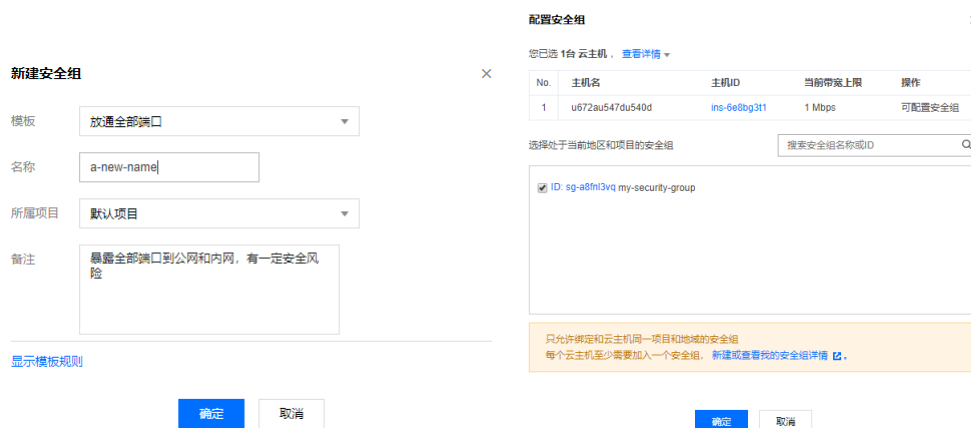 新建安全组
模板
放通全部端口
名称
a-new-name
所属项目
默认项目
备注
暴露全部端口到公网和内网，有一定安全风
险
显示模板规则
确定
取消
配置安全组
您已选 1台 云主机， 查看详情
No. 主机名 主机ID 当前带宽上限 操作
1 u672au547du540d ins-6e8bg3t1 1 Mbps 可配置安全组
选择处于当前地区和项目的安全组
搜索安全组名称或ID
ID: sg-a8fnl3vq my-security-group
只允许绑定和云主机同一项目和地域的安全组
每个云主机至少需要加入一个安全组， 新建或查看我的安全组详情 。
确定
取消